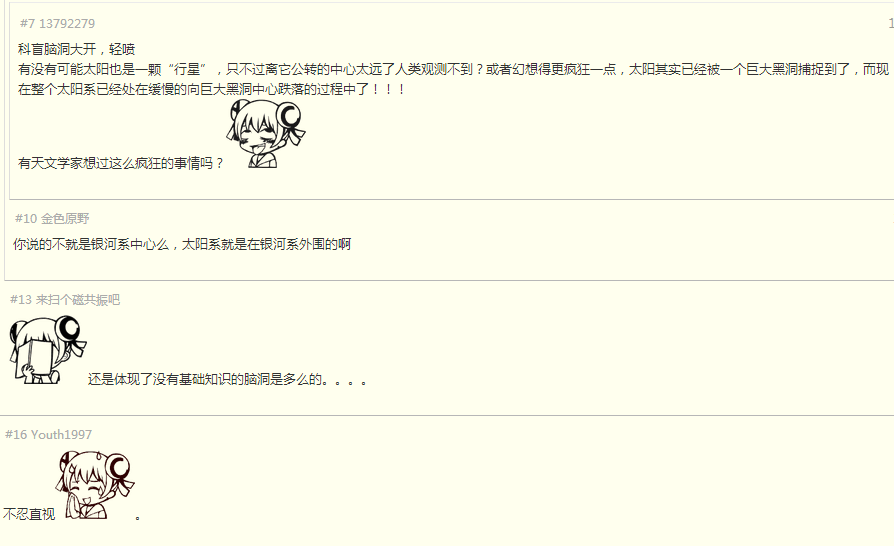 #7 13792279
1
科盲脑洞大开，轻喷
有没有可能太阳也是一颗“行星”，只不过离它公转的中心太远了人类观测不到？或者幻想得更疯狂一点，太阳其实已经被一个巨大黑洞捕捉到了，而现
在整个太阳系已经处在缓慢的向巨大黑洞中心跌落的过程中了！！！
有天文学家想过这么疯狂的事情吗？
#10 金色原野
你说的不就是银河系中心么，太阳系就是在银河系外围的啊
#13 来扫个磁共振吧
还是体现了没有基础知识的脑洞是多么的。。。。
#16 Youth1997
不忍直视 。